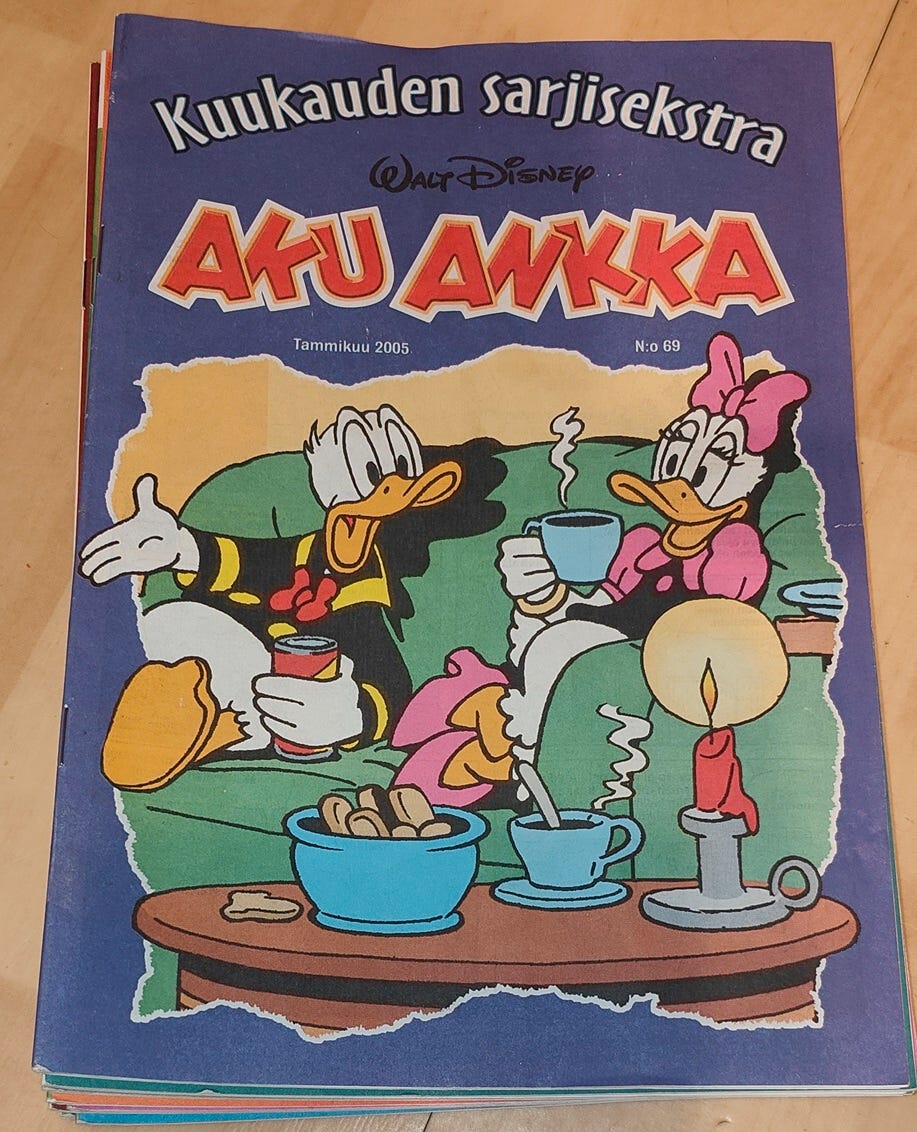 Kuukauden sarjisekstra
WALT DISNEY
AKU ANKKA
Tammikuu 2005 N:o 69